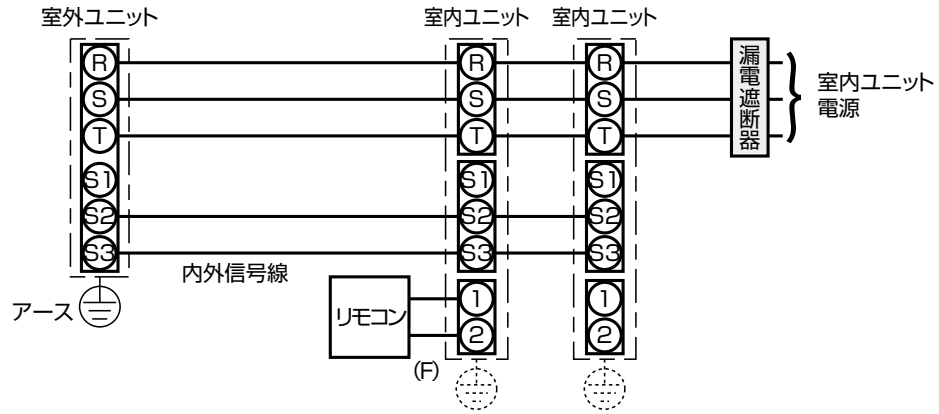 室外ユニット
室内ユニット
室内ユニット
R
S
T
S1
S2
S3
R
S
T
S1
S2
S3
1
2
R
S
T
S1
S2
S3
1
2
漏電遮断器
室内ユニット
電源
内外信号線
アース
リモコン
(F)